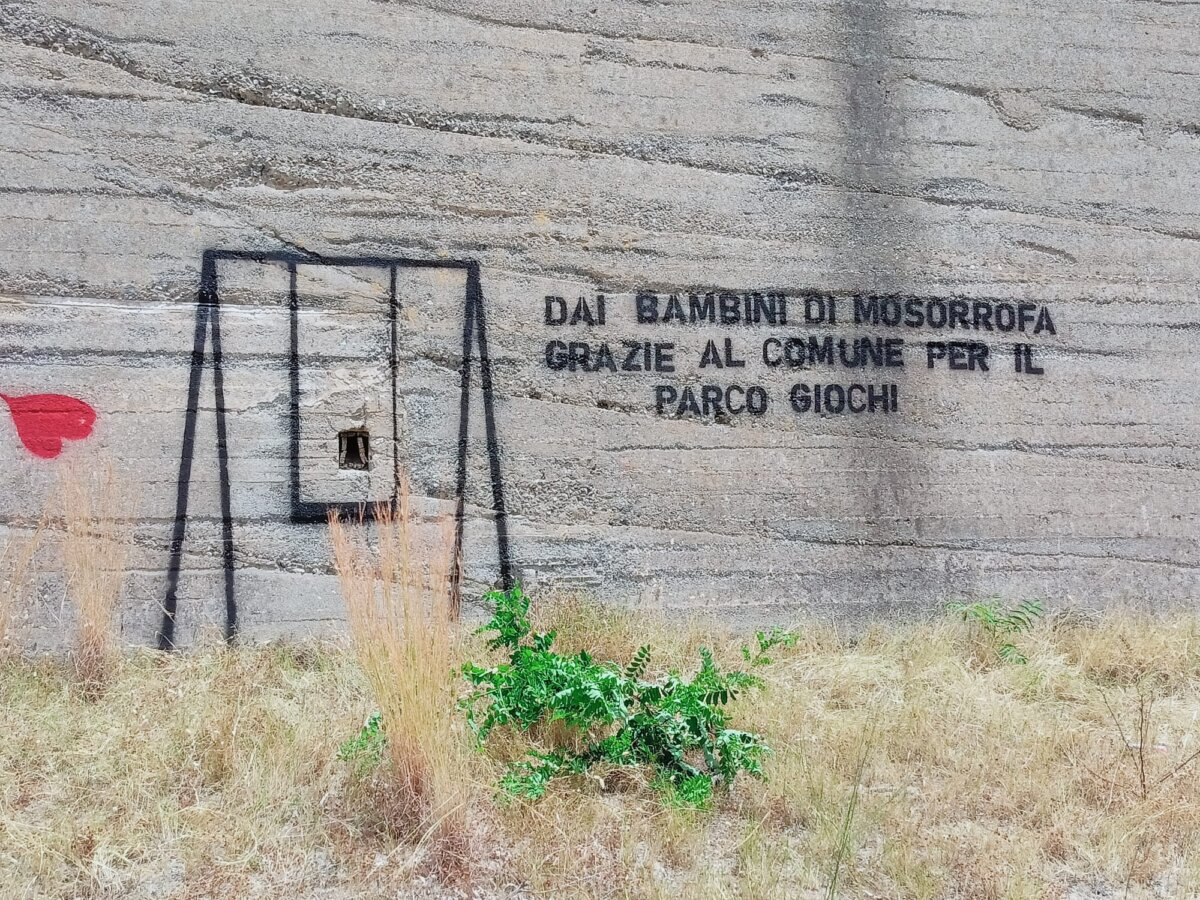 DAI BAMBINI DI MOSORROFA
GRAZIE AL COMUNE PER IL
PARCO GIOCHI